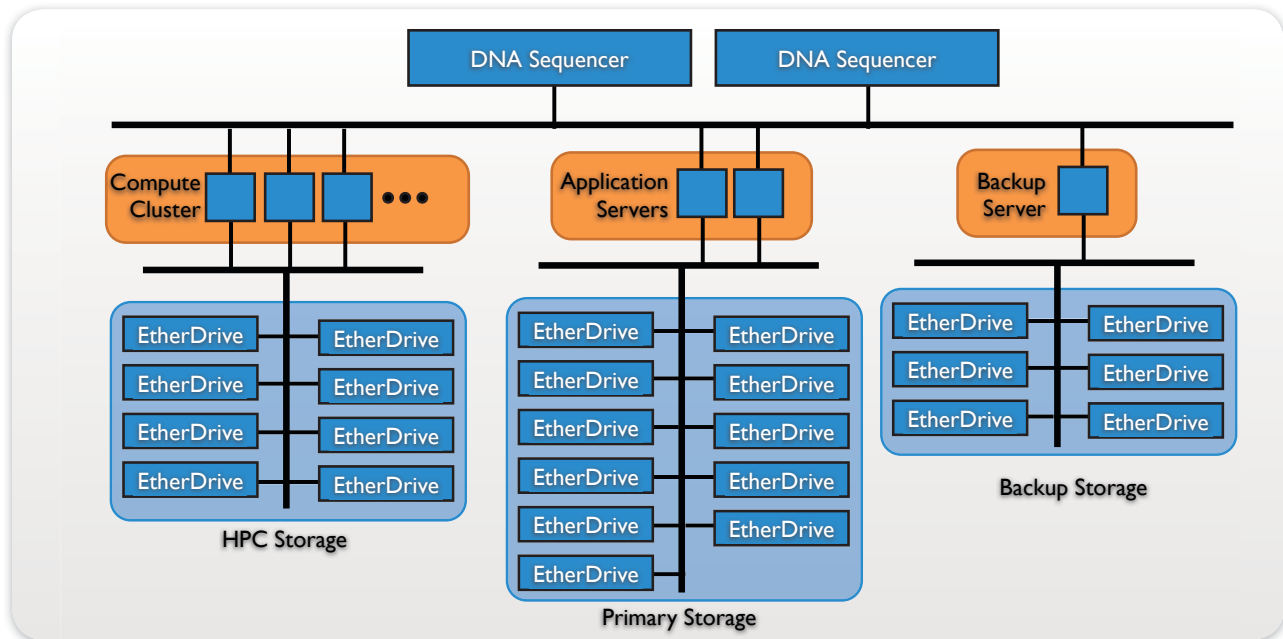 DNA Sequencer
DNA Sequencer
Compute
Cluster
Application
Servers
Backup
Server
EtherDrive
EtherDrive
EtherDrive
EtherDrive
EtherDrive
EtherDrive
EtherDrive
EtherDrive
HPC Storage
EtherDrive
EtherDrive
EtherDrive
EtherDrive
EtherDrive
EtherDrive
EtherDrive
EtherDrive
EtherDrive
EtherDrive
EtherDrive
Primary Storage
EtherDrive
EtherDrive
EtherDrive
EtherDrive
EtherDrive
EtherDrive
Backup Storage